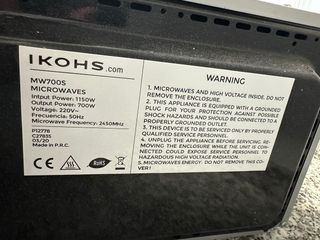 IKOHS.com
MW700S
MICROWAVES
Intput Power: 1150W
Output Power: 700W
Voltage: 220V~
Frecuencia: 50Hz
Microwave Frequency: 2450MHz
P12778
C27835
03/20
Made in P.R.C.
CE
RoHS
WARNING
1. MICROWAVES AND HIGH VOLTAGE INSIDE. DO NOT
REMOVE THE ENCLOSURE.
2. THIS APPLIANCE IS EQUIPPED WITH A GROUNDED
PLUG FOR YOUR PROTECTION AGAINST POSSIBLE
SHOCK HAZARDS AND SHOULD BE CONNECTED TO A
PROPERLY GROUNDED OUTLET.
3. THIS DEVICE IS TO BE SERVICED ONLY BY PROPERLY
QUALIFIED SERVICE PERSONNEL.
4. UNPLUG THE APPLIANCE BEFORE SERVICING. RE-
MOVING THE ENCLOSURE WHILE THE UNIT IS CON-
NECTED COULD EXPOSE SERVICE PERSONNEL TO
HAZARDOUS HIGH VOLTAGE RADIATION.
5. MICROWAVES ENERGY. DO NOT REMOVE THIS CO-
VER!